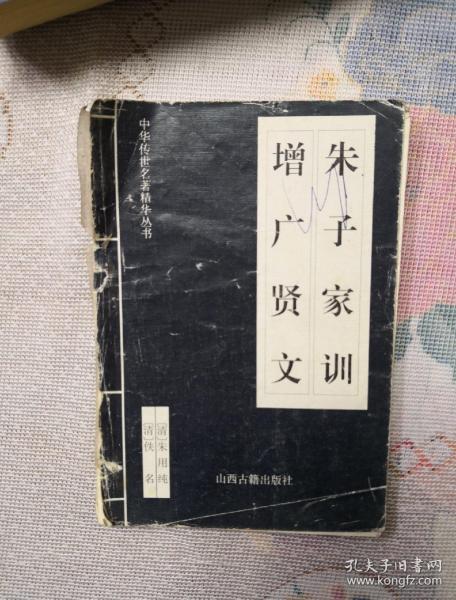 朱子家训
增广贤文
中华传世名著精华丛书
〔清〕朱用纯
〔清〕佚名
山西古籍出版社
孔夫子旧书网
www.kongfz.com